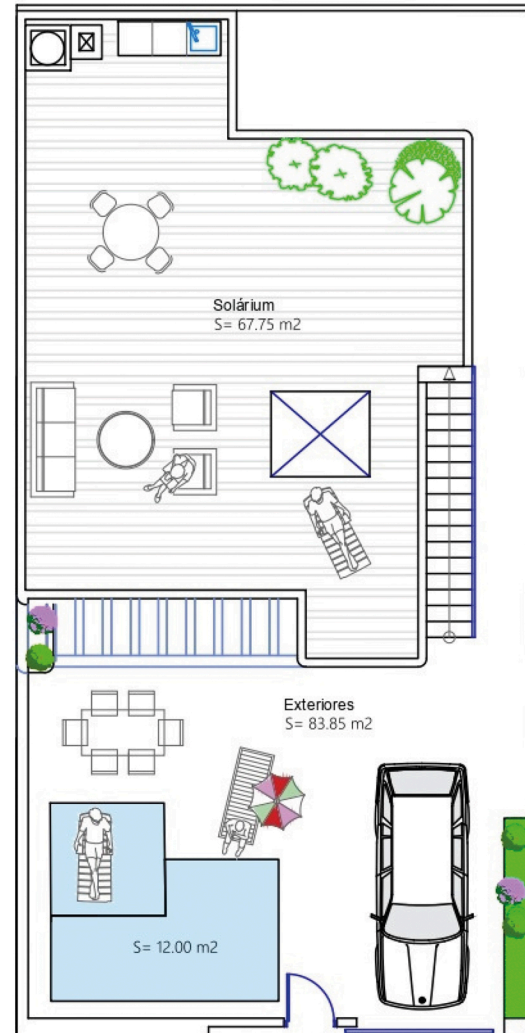 Solárium
S= 67.75 m2
Exteriores
S= 83.85 m2
S= 12.00 m2